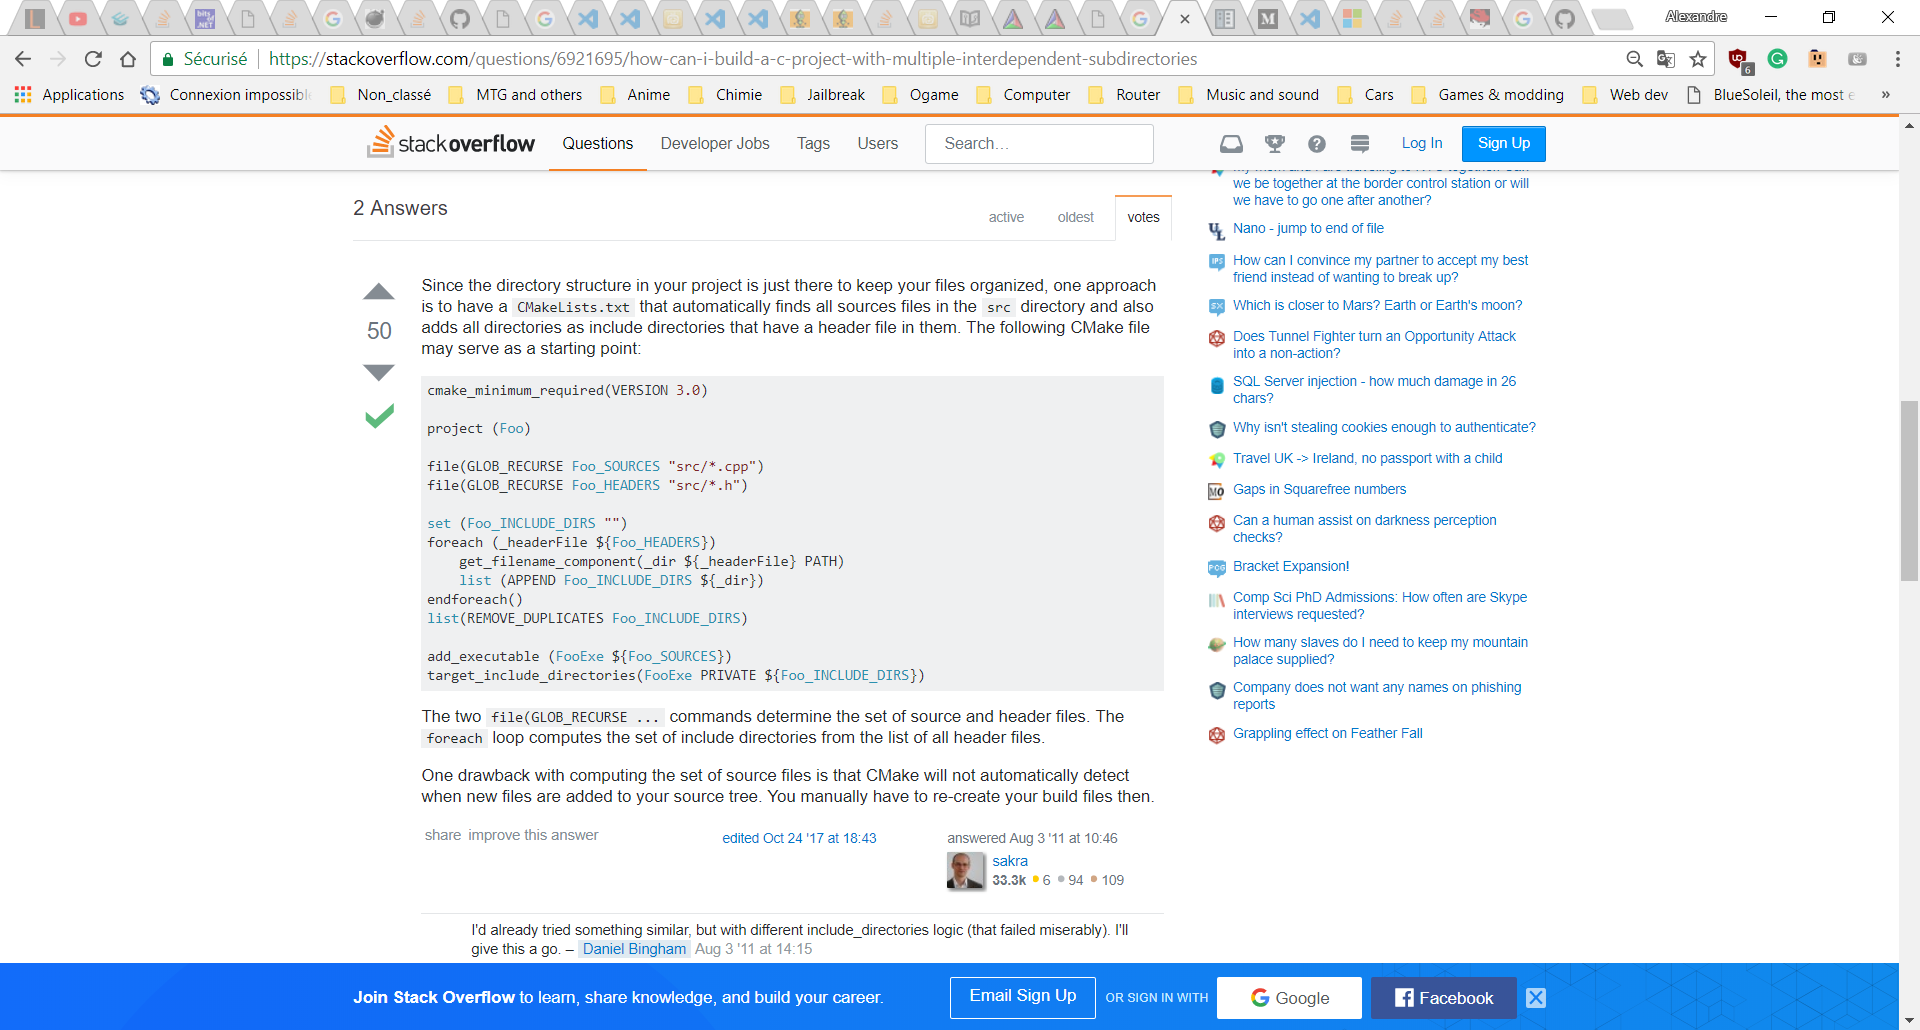 Alexandre
Sécurisé
https://stackoverflow.com/questions/6921695/how-can-i-build-a-c-project-with-multiple-interdependent-subdirectories
6
Applications
Connexion impossibl
Non_classé
MTG and others
Anime
Chimie
Jailbreak
Ogame
Computer
Router
Music and sound
Cars
Games & modding
Web dev
BlueSoleil, the most e
»
stackoverflow
Questions
Developer Jobs
Tags
Users
Search...
Log In
Sign Up
2 Answers
active
oldest
votes
50
Since the directory structure in your project is just there to keep your files organized, one approach
is to have a CMakeLists.txt that automatically finds all sources files in the src directory and also
adds all directories as include directories that have a header file in them. The following CMake file
may serve as a starting point:
cmake_minimum_required(VERSION 3.0)
project (Foo)
file(GLOB_RECURSE Foo_SOURCES "src/*.cpp")
file(GLOB_RECURSE Foo_HEADERS "src/*.h")
set (Foo_INCLUDE_DIRS "")
foreach (_headerFile ${Foo_HEADERS})
    get_filename_component(_dir ${_headerFile} PATH)
    list (APPEND Foo_INCLUDE_DIRS ${_dir})
endforeach()
list(REMOVE_DUPLICATES Foo_INCLUDE_DIRS)
add_executable (FooExe ${Foo_SOURCES})
target_include_directories(FooExe PRIVATE ${Foo_INCLUDE_DIRS})
The two file(GLOB_RECURSE ... commands determine the set of source and header files. The
foreach loop computes the set of include directories from the list of all header files.
One drawback with computing the set of source files is that CMake will not automatically detect
when new files are added to your source tree. You manually have to re-create your build files then.
share improve this answer
edited Oct 24 '17 at 18:43
answered Aug 3 '11 at 10:46
sakra
33.3k 6 94 109
I'd already tried something similar, but with different include_directories logic (that failed miserably). I'll
give this a go. – Daniel Bingham Aug 3 '11 at 14:15
we be together at the border control station or will
we have to go one after another?
Nano - jump to end of file
How can I convince my partner to accept my best
friend instead of wanting to break up?
Which is closer to Mars? Earth or Earth's moon?
Does Tunnel Fighter turn an Opportunity Attack
into a non-action?
SQL Server injection - how much damage in 26
chars?
Why isn't stealing cookies enough to authenticate?
Travel UK -> Ireland, no passport with a child
Gaps in Squarefree numbers
Can a human assist on darkness perception
checks?
Bracket Expansion!
Comp Sci PhD Admissions: How often are Skype
interviews requested?
How many slaves do I need to keep my mountain
palace supplied?
Company does not want any names on phishing
reports
Grappling effect on Feather Fall
Join Stack Overflow to learn, share knowledge, and build your career.
Email Sign Up
OR SIGN IN WITH
Google
Facebook